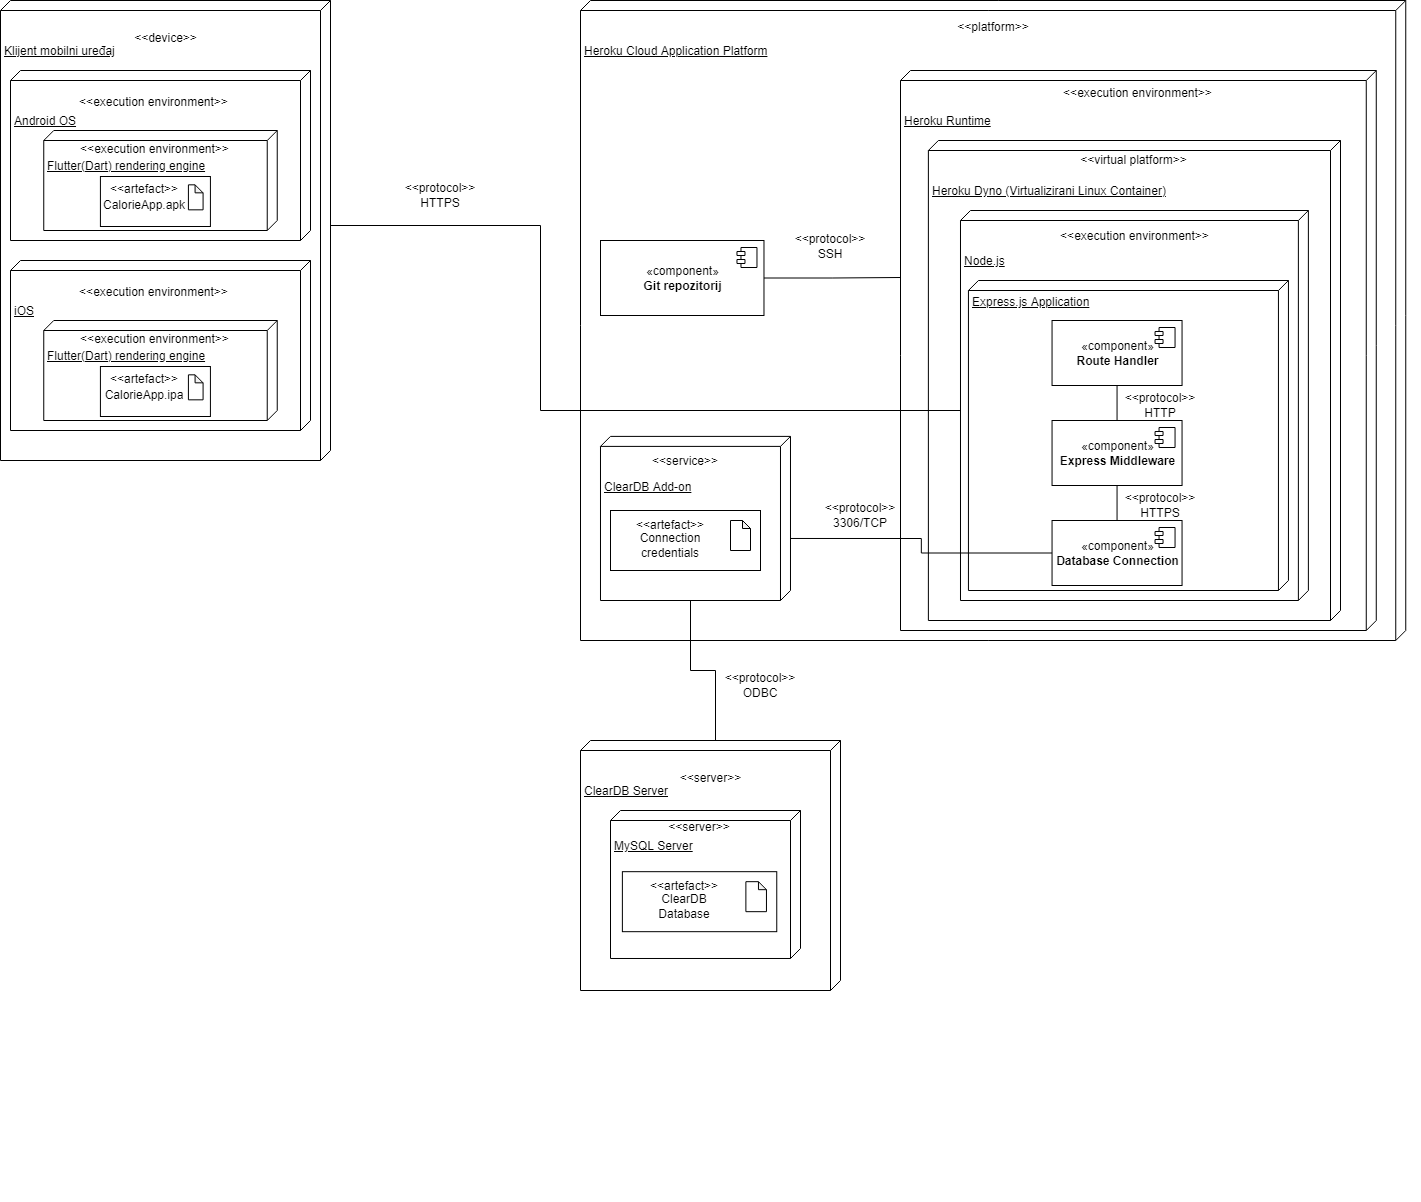 <<device>>
Klijent mobilni uređaj
<<execution environment>>
Android OS
<<execution environment>>
Flutter(Dart) rendering engine
<<artefact>>
CalorieApp.apk
<<execution environment>>
iOS
<<execution environment>>
Flutter(Dart) rendering engine
<<artefact>>
CalorieApp.ipa
<<protocol>>
HTTPS
<<platform>>
Heroku Cloud Application Platform
«component»
Git repozitorij
<<protocol>>
SSH
<<execution environment>>
Heroku Runtime
<<virtual platform>>
Heroku Dyno (Virtualizirani Linux Container)
<<execution environment>>
Node.js
Express.js Application
«component»
Route Handler
<<protocol>>
HTTP
«component»
Express Middleware
<<protocol>>
HTTPS
«component»
Database Connection
<<service>>
ClearDB Add-on
<<artefact>>
Connection
credentials
<<protocol>>
3306/TCP
<<protocol>>
ODBC
<<server>>
ClearDB Server
<<server>>
MySQL Server
<<artefact>>
ClearDB
Database